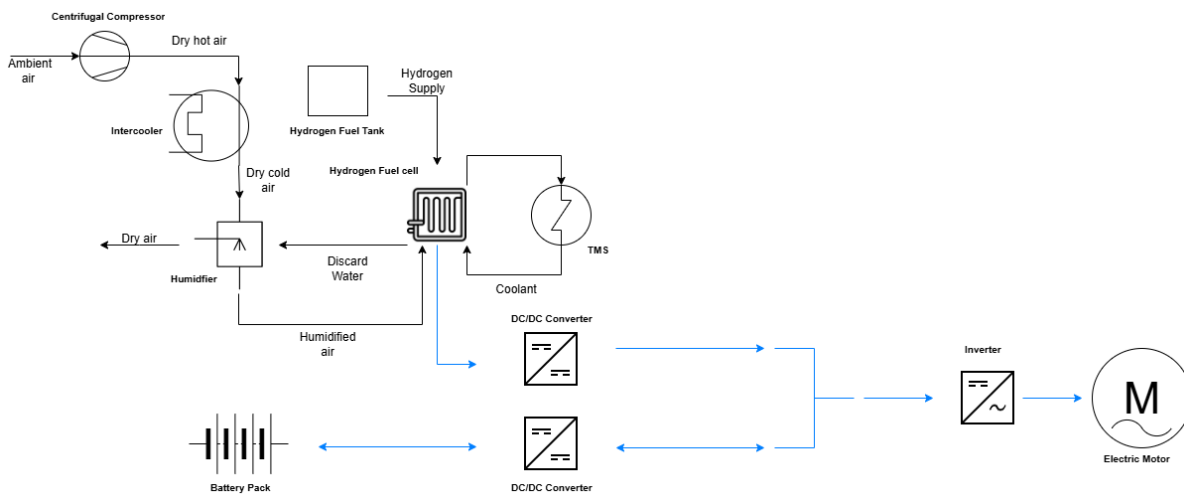 Centrifugal Compressor
Dry hot air
Ambient
air
Hydrogen
Supply
Intercooler
Hydrogen Fuel Tank
Hydrogen Fuel cell
Dry cold
air
Dry air
Discard
Water
TMS
Humidfier
Coolant
Humidified
air
DC/DC Converter
Inverter
M
Battery Pack
DC/DC Converter
Electric Motor